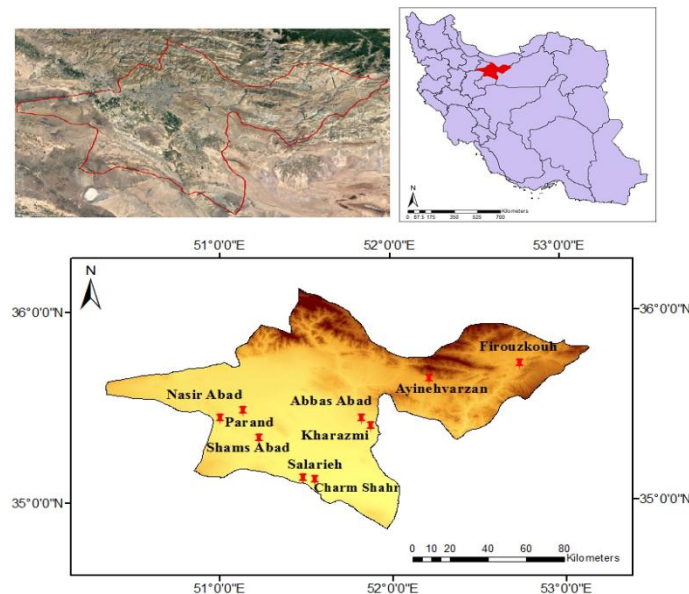 N
0 87.5 175 350 525 700
Kilometers
51°0'0"E 52°0'0"E 53°0'0"E
N
36°0'0"N 36°0'0"N
Firouzkouh
Ayinehvarzan
Nasir Abad Abbas Abad
Parand
Kharazmi
Shams Abad
Salarieh
Charm Shahr
35°0'0"N 35°0'0"N
0 10 20 40 60 80
Kilometers
51°0'0"E 52°0'0"E 53°0'0"E